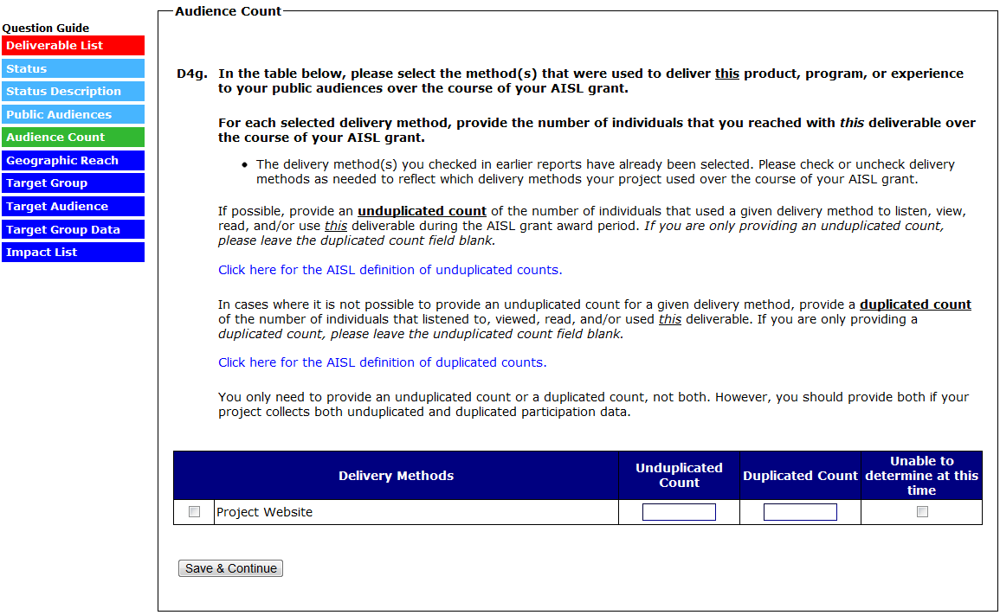 Audience Count
Question Guide
Deliverable List
Status
Status Description
Public Audiences
Audience Count
Geographic Reach
Target Group
Target Audience
Target Group Data
Impact List
D4g. In the table below, please select the method(s) that were used to deliver this product, program, or experience
to your public audiences over the course of your AISL grant.
For each selected delivery method, provide the number of individuals that you reached with this deliverable over
the course of your AISL grant.
• The delivery method(s) you checked in earlier reports have already been selected. Please check or uncheck delivery
methods as needed to reflect which delivery methods your project used over the course of your AISL grant.
If possible, provide an unduplicated count of the number of individuals that used a given delivery method to listen, view,
read, and/or use this deliverable during the AISL grant award period. If you are only providing an unduplicated count,
please leave the duplicated count field blank.
Click here for the AISL definition of unduplicated counts.
In cases where it is not possible to provide an unduplicated count for a given delivery method, provide a duplicated count
of the number of individuals that listened to, viewed, read, and/or used this deliverable. If you are only providing a
duplicated count, please leave the unduplicated count field blank.
Click here for the AISL definition of duplicated counts.
You only need to provide an unduplicated count or a duplicated count, not both. However, you should provide both if your
project collects both unduplicated and duplicated participation data.
Delivery Methods
Unduplicated
Count
Duplicated Count
Unable to
determine at this
time
Project Website
Save & Continue